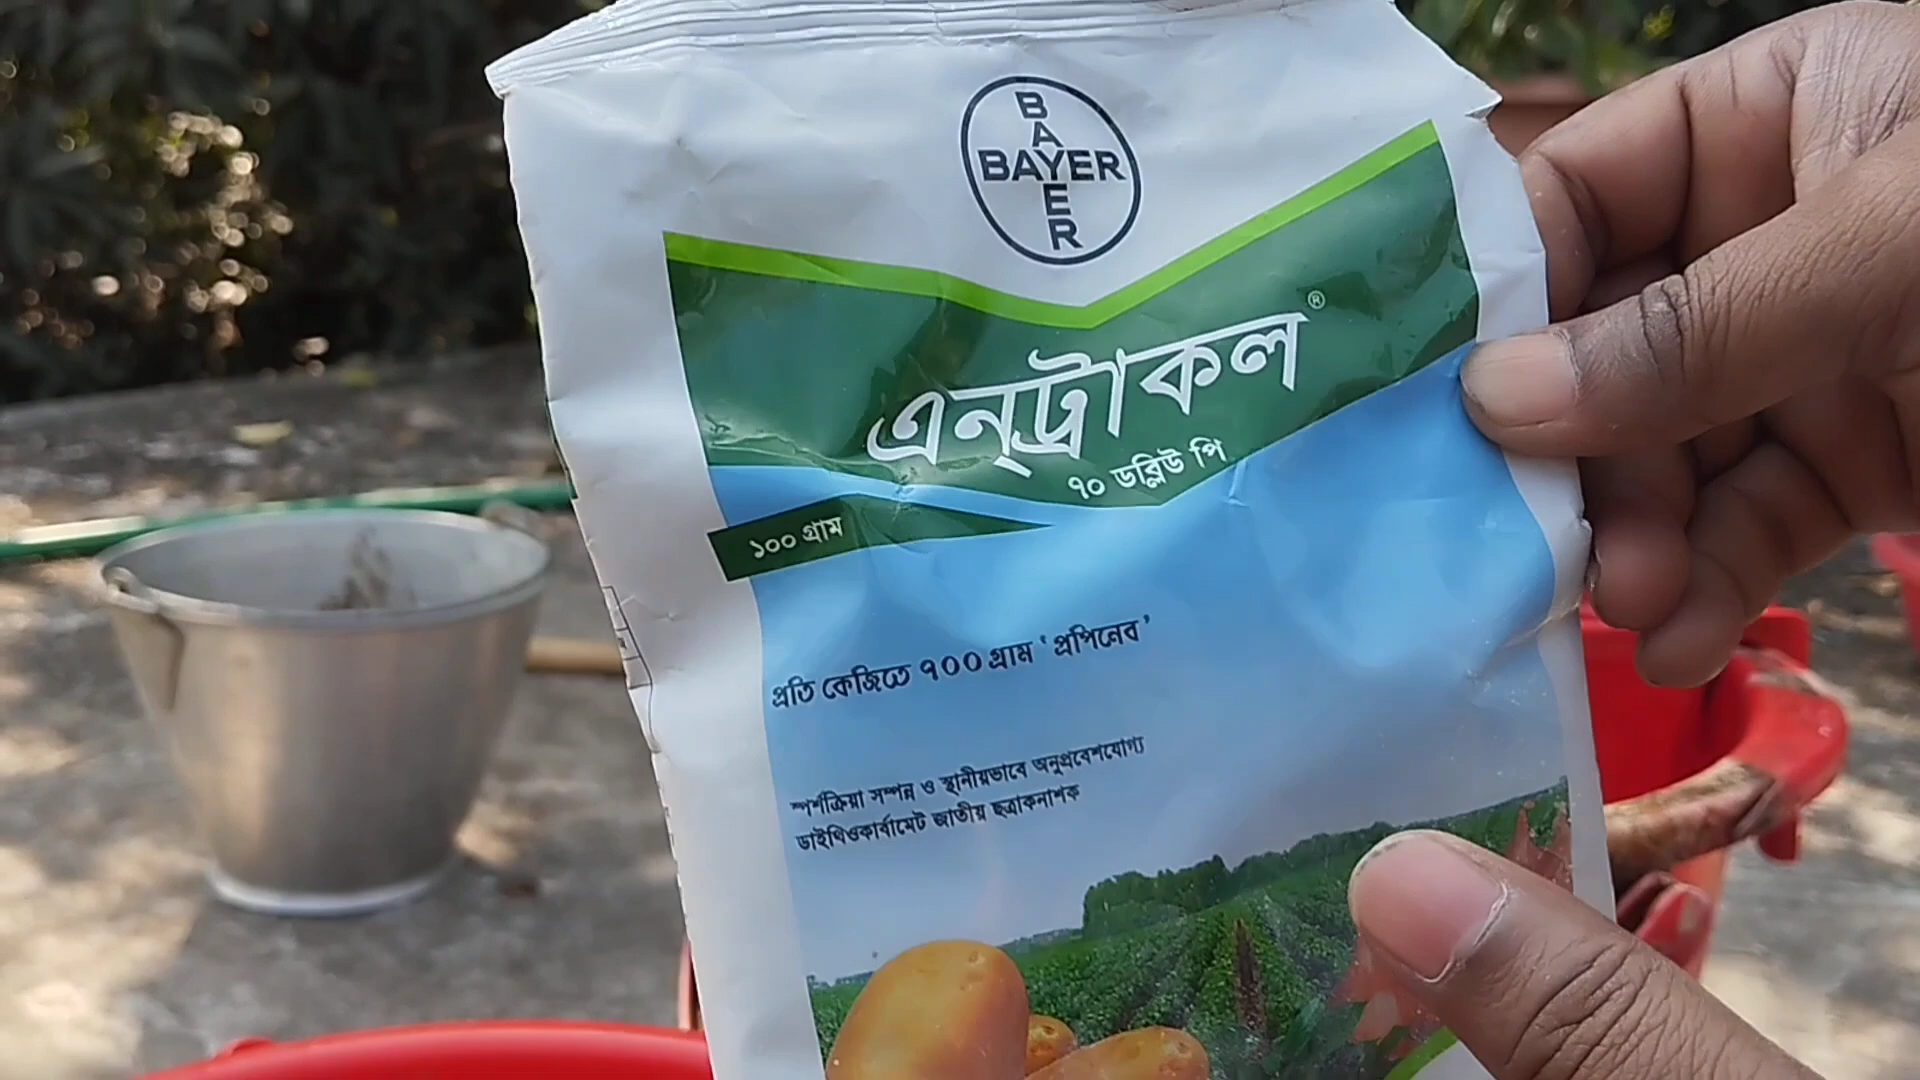 BAYER
BAYER
এন্ট্রাকল®
৭০ ডব্লিউ পি
১০০ গ্রাম
প্রতি কেজিতে ৭০০ গ্রাম ‘প্রপিনেব’
স্পর্শক্রিয়া সম্পন্ন ও স্থানীয়ভাবে অনুপ্রবেশযোগ্য
ডাইথিওকার্বামেট জাতীয় ছত্রাকনাশক